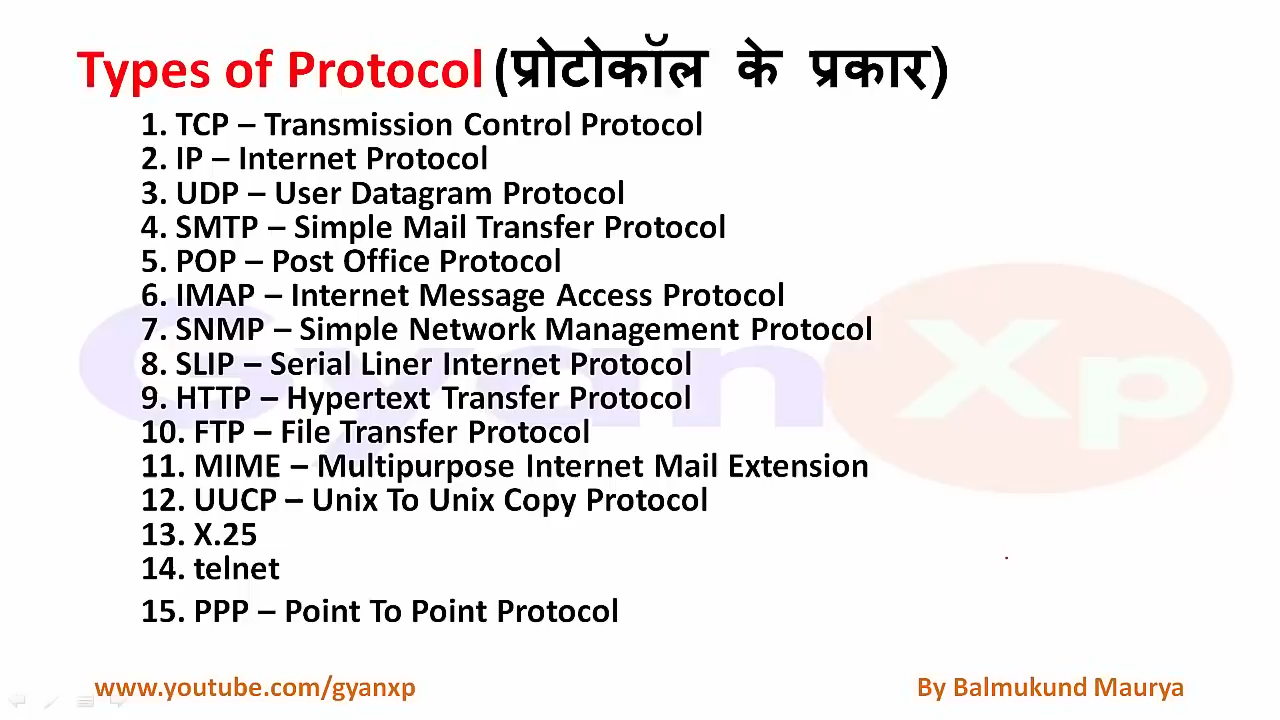 Types of Protocol (प्रोटोकॉल के प्रकार)
1. TCP – Transmission Control Protocol
2. IP – Internet Protocol
3. UDP – User Datagram Protocol
4. SMTP – Simple Mail Transfer Protocol
5. POP – Post Office Protocol
6. IMAP – Internet Message Access Protocol
7. SNMP – Simple Network Management Protocol
8. SLIP – Serial Liner Internet Protocol
9. HTTP – Hypertext Transfer Protocol
10. FTP – File Transfer Protocol
11. MIME – Multipurpose Internet Mail Extension
12. UUCP – Unix To Unix Copy Protocol
13. X.25
14. telnet
15. PPP – Point To Point Protocol
Gyan Xp
www.youtube.com/gyanxp
By Balmukund Maurya